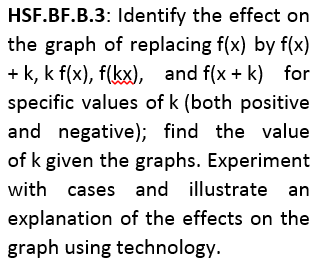 HSF.BF.B.3: Identify the effect on
the graph of replacing f(x) by f(x)
+ k, k f(x), f(kx), and f(x + k) for
specific values of k (both positive
and negative); find the value
of k given the graphs. Experiment
with cases and illustrate an
explanation of the effects on the
graph using technology.